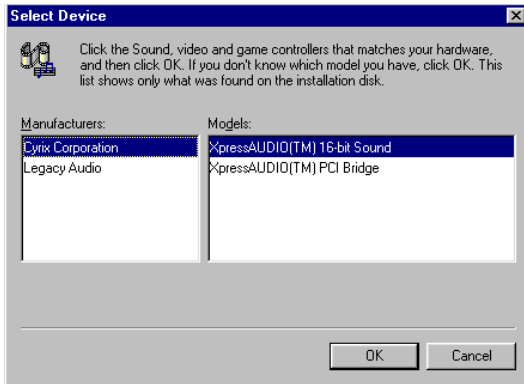 Select Device
Click the Sound, video and game controllers that matches your hardware,
and then click OK. If you don't know which model you have, click OK. This
list shows only what was found on the installation disk.
Manufacturers:
Models:
Cyrix Corporation
XpressAUDIO(TM) 16-bit Sound
Legacy Audio
XpressAUDIO(TM) PCI Bridge
OK
Cancel